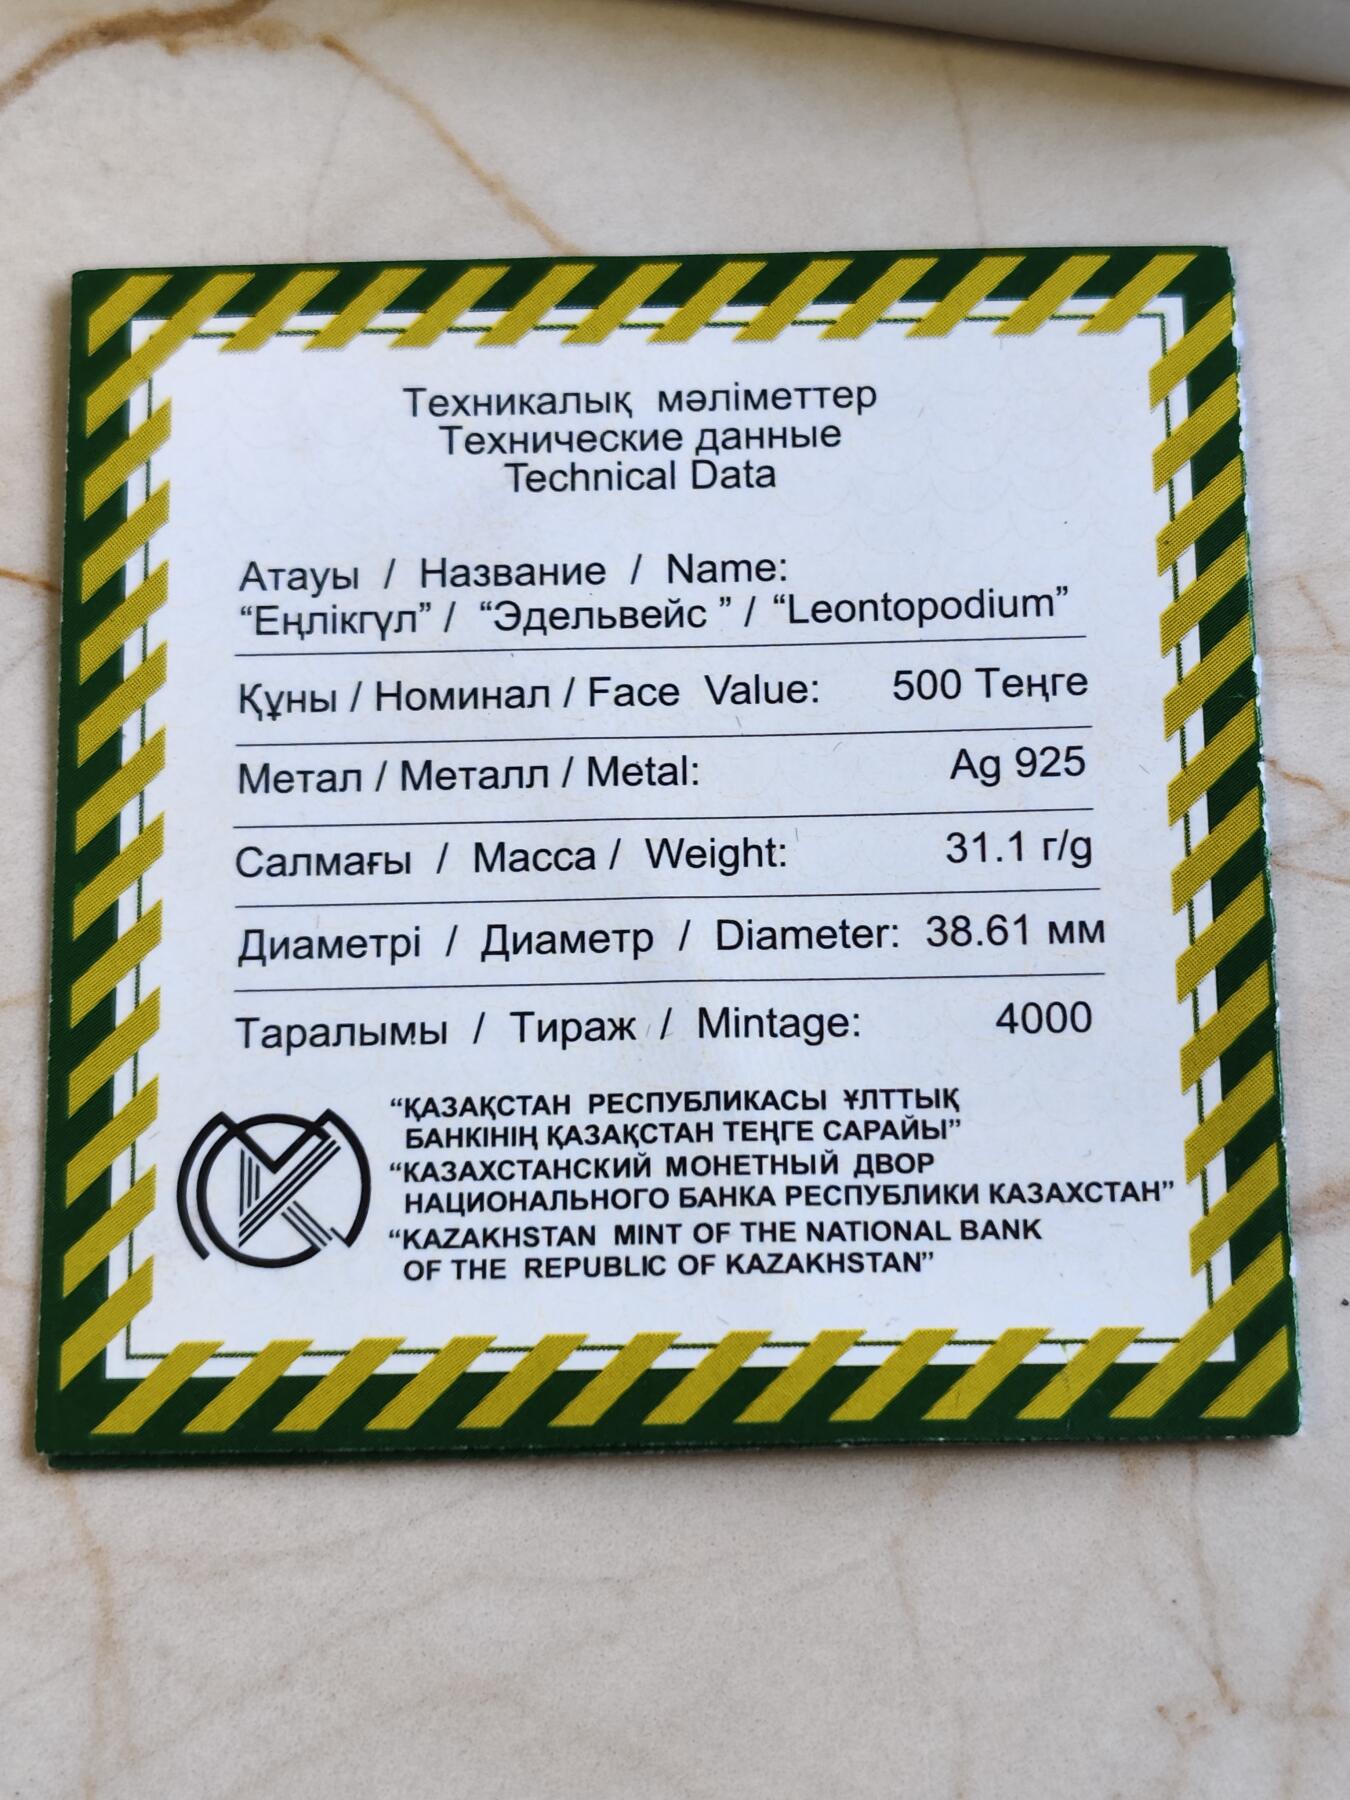 Техникалық мәліметтер
Технические данные
Technical Data
Атауы / Название / Name:
“Еңлікгүл” / “Эдельвейс ” / “Leontopodium”
Құны / Номинал / Face Value: 500 Теңге
Метал / Металл / Metal: Ag 925
Салмағы / Масса / Weight: 31.1 г/g
Диаметрі / Диаметр / Diameter: 38.61 мм
Таралымы / Тираж / Mintage: 4000
“ҚАЗАҚСТАН РЕСПУБЛИКАСЫ ҰЛТТЫҚ
БАНКІНІҢ ҚАЗАҚСТАН ТЕҢГЕ САРАЙЫ”
“КАЗАХСТАНСКИЙ МОНЕТНЫЙ ДВОР
НАЦИОНАЛЬНОГО БАНКА РЕСПУБЛИКИ КАЗАХСТАН”
“KAZAKHSTAN MINT OF THE NATIONAL BANK
OF THE REPUBLIC OF KAZAKHSTAN”